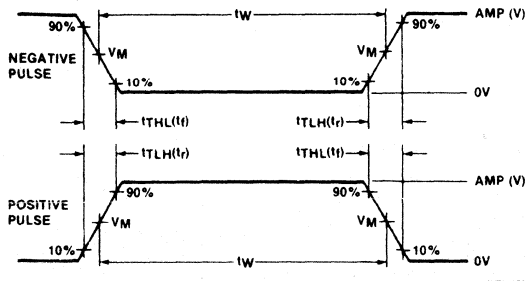 tW
AMP (V)
90%
90%
NEGATIVE
PULSE
VM
VM
10%
10%
0V
tTHL(tf)
tTLH(tr)
tTLH(tr)
tTHL(tf)
AMP (V)
90%
90%
POSITIVE
PULSE
VM
VM
10%
10%
tW
0V